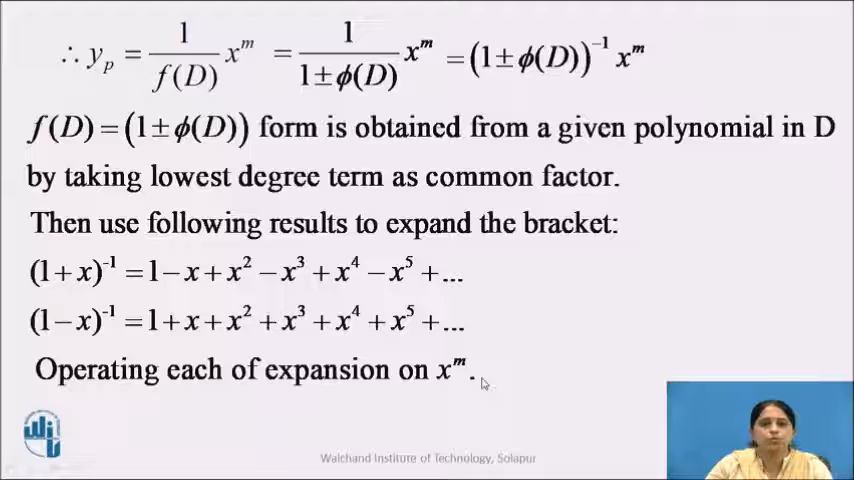 ∴ y_p = 1/f(D) x^m = 1/(1±ϕ(D)) x^m = (1±ϕ(D))^-1 x^m
f(D) = (1±ϕ(D)) form is obtained from a given polynomial in D
by taking lowest degree term as common factor.
Then use following results to expand the bracket:
(1+x)^-1 = 1−x+x^2−x^3+x^4−x^5+...
(1−x)^-1 = 1+x+x^2+x^3+x^4+x^5+...
Operating each of expansion on x^m.
Walchand Institute of Technology, Solapur